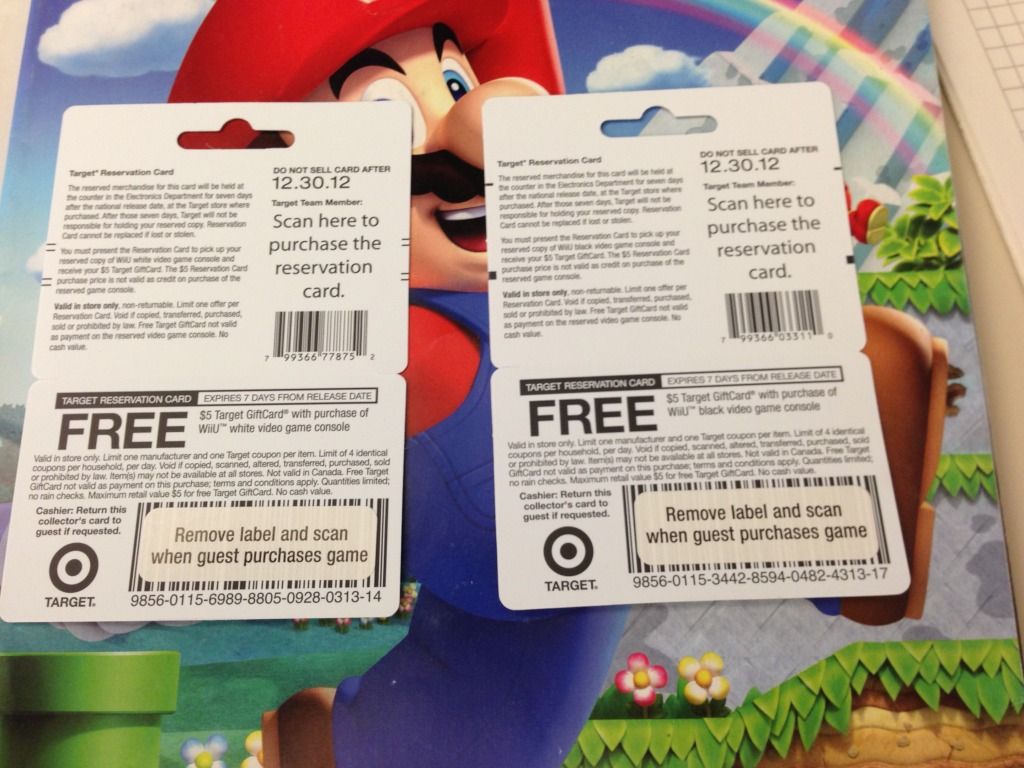 Target® Reservation Card
The reserved merchandise for this card will be held at
the counter in the Electronics Department for seven days
after the national release date, at the Target store where
purchased. After those seven days, Target will not be
responsible for holding your reserved copy. Reservation
Card cannot be replaced if lost or stolen.
You must present the Reservation Card to pick up your
reserved copy of WiiU white video game console and
receive your $5 Target GiftCard. The $5 Reservation Card
purchase price is not valid as credit on purchase of the
reserved game console.
Valid in store only, non-returnable. Limit one offer per
Reservation Card. Void if copied, transferred, purchased,
sold or prohibited by law. Free Target GiftCard not valid
as payment on the reserved video game console. No
cash value.
DO NOT SELL CARD AFTER
12.30.12
Target Team Member:
Scan here to
purchase the
reservation
card.
7 99366 77875 2
TARGET RESERVATION CARD EXPIRES 7 DAYS FROM RELEASE DATE
FREE
$5 Target GiftCard® with purchase of
WiiU™ white video game console
Valid in store only. Limit one manufacturer and one Target coupon per item. Limit of 4 identical
coupons per household, per day. Void if copied, scanned, altered, transferred, purchased, sold
or prohibited by law. Item(s) may not be available at all stores. Not valid in Canada. Free Target
GiftCard not valid as payment on this purchase; terms and conditions apply. Quantities limited;
no rain checks. Maximum retail value $5 for free Target GiftCard. No cash value.
Cashier: Return this
collector's card to
guest if requested.
Remove label and scan
when guest purchases game
TARGET®
9856-0115-6989-8805-0928-0313-14
Target® Reservation Card
The reserved merchandise for this card will be held at
the counter in the Electronics Department for seven days
after the national release date, at the Target store where
purchased. After those seven days, Target will not be
responsible for holding your reserved copy. Reservation
Card cannot be replaced if lost or stolen.
You must present the Reservation Card to pick up your
reserved copy of WiiU black video game console and
receive your $5 Target GiftCard. The $5 Reservation Card
purchase price is not valid as credit on purchase of the
reserved game console.
Valid in store only, non-returnable. Limit one offer per
Reservation Card. Void if copied, transferred, purchased,
sold or prohibited by law. Free Target GiftCard not valid
as payment on the reserved video game console. No
cash value.
DO NOT SELL CARD AFTER
12.30.12
Target Team Member:
Scan here to
purchase the
reservation
card.
7 99366 03311 0
TARGET RESERVATION CARD EXPIRES 7 DAYS FROM RELEASE DATE
FREE
$5 Target GiftCard® with purchase of
WiiU™ black video game console
Valid in store only. Limit one manufacturer and one Target coupon per item. Limit of 4 identical
coupons per household, per day. Void if copied, scanned, altered, transferred, purchased, sold
or prohibited by law. Item(s) may not be available at all stores. Not valid in Canada. Free Target
GiftCard not valid as payment on this purchase; terms and conditions apply. Quantities limited;
no rain checks. Maximum retail value $5 for free Target GiftCard. No cash value.
Cashier: Return this
collector's card to
guest if requested.
Remove label and scan
when guest purchases game
TARGET®
9856-0115-3442-8594-0482-4313-17